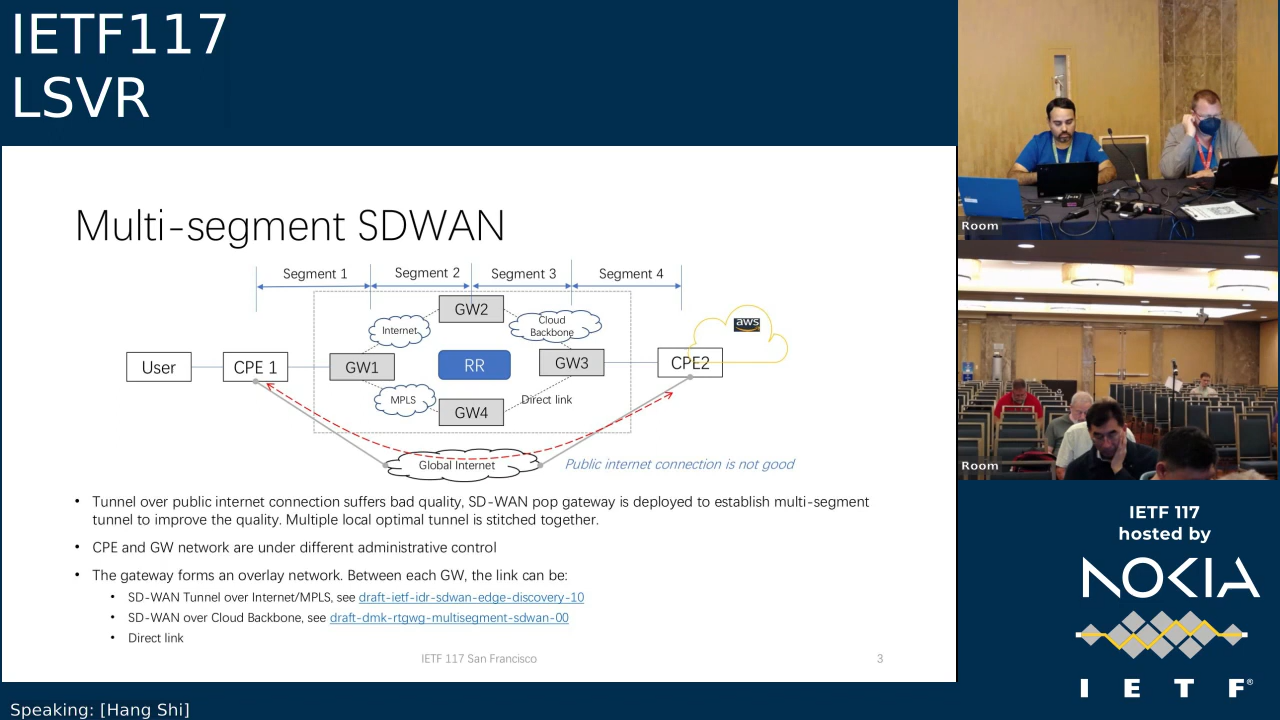 IETF117
LSVR
Multi-segment SDWAN
Segment 1
Segment 2
Segment 3
Segment 4
GW2
Internet
Cloud
Backbone
aws
User
CPE 1
GW1
RR
GW3
CPE2
MPLS
GW4
Direct link
Global Internet
Public internet connection is not good
• Tunnel over public internet connection suffers bad quality, SD-WAN pop gateway is deployed to establish multi-segment
tunnel to improve the quality. Multiple local optimal tunnel is stitched together.
• CPE and GW network are under different administrative control
• The gateway forms an overlay network. Between each GW, the link can be:
• SD-WAN Tunnel over Internet/MPLS, see draft-ietf-idr-sdwan-edge-discovery-10
• SD-WAN over Cloud Backbone, see draft-dmk-rtgwg-multisegment-sdwan-00
• Direct link
IETF 117 San Francisco
3
Speaking: [Hang Shi]
Room
Room
IETF 117
hosted by
NOKIA
I E T F®